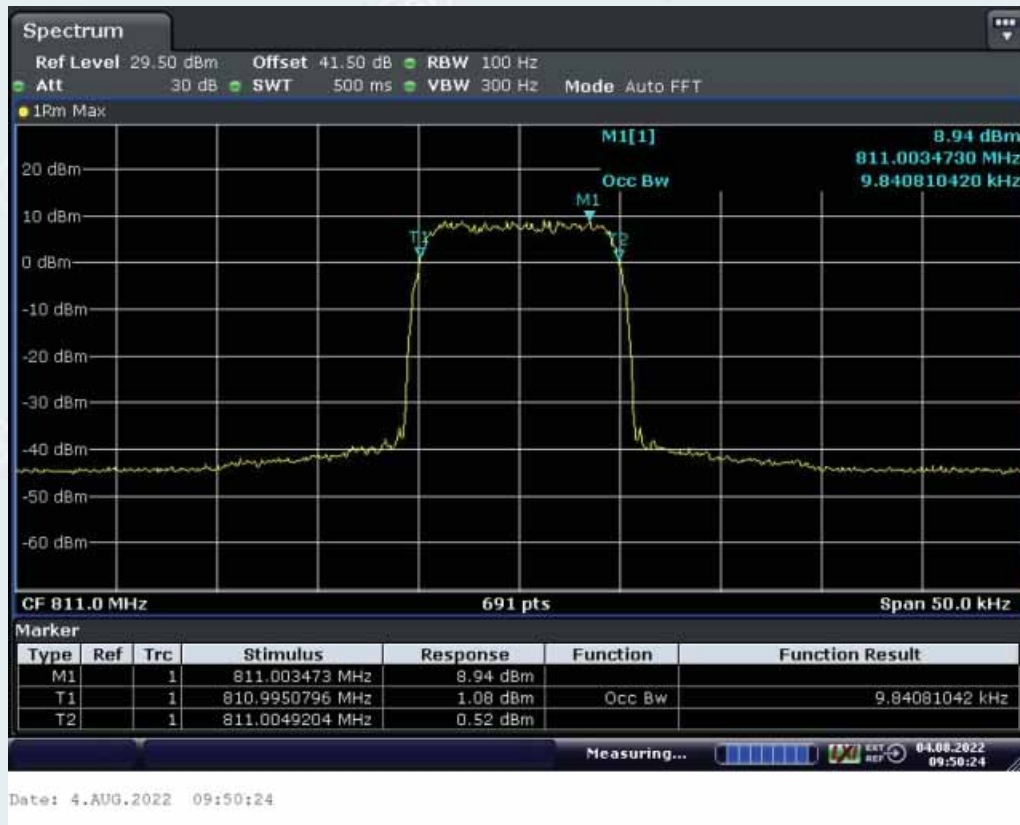 Spectrum
Ref Level 29.50 dBm Offset 41.50 dB RBW 100 Hz
Att 30 dB SWT 500 ms VBW 300 Hz Mode Auto FFT
1Rm Max
M1[1] 8.94 dBm
811.0034730 MHz
20 dBm
Occ Bw 9.840810420 kHz
M1
10 dBm
T1 T2
0 dBm
-10 dBm
-20 dBm
-30 dBm
-40 dBm
-50 dBm
-60 dBm
CF 811.0 MHz 691 pts Span 50.0 kHz
Marker
Type Ref Trc Stimulus Response Function Function Result
M1 1 811.003473 MHz 8.94 dBm
T1 1 810.9950796 MHz 1.08 dBm Occ Bw 9.84081042 kHz
T2 1 811.0049204 MHz 0.52 dBm
Measuring... EXT REF 04.08.2022
09:50:24
Date: 4.AUG.2022 09:50:24